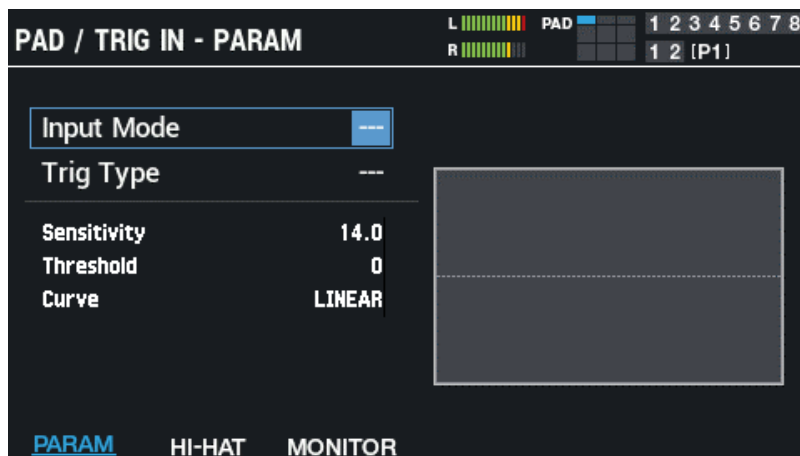 PAD / TRIG IN - PARAM
L PAD 1 2 3 4 5 6 7 8
R 1 2 [P1]
Input Mode ---
Trig Type ---
Sensitivity 14.0
Threshold 0
Curve LINEAR
PARAM HI-HAT MONITOR